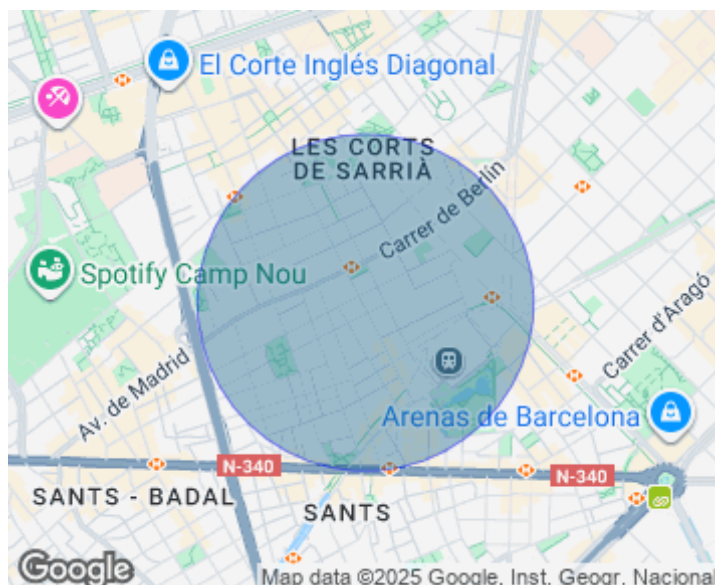 El Corte Inglés Diagonal
LES CORTS
DE SARRIÀ
Carrer de Berlín
Spotify Camp Nou
Carrer d'Aragó
Av. de Madrid
Arenas de Barcelona
N-340
N-340
SANTS - BADAL
SANTS
Google
Map data ©2025 Google, Inst. Geogr. Nacional